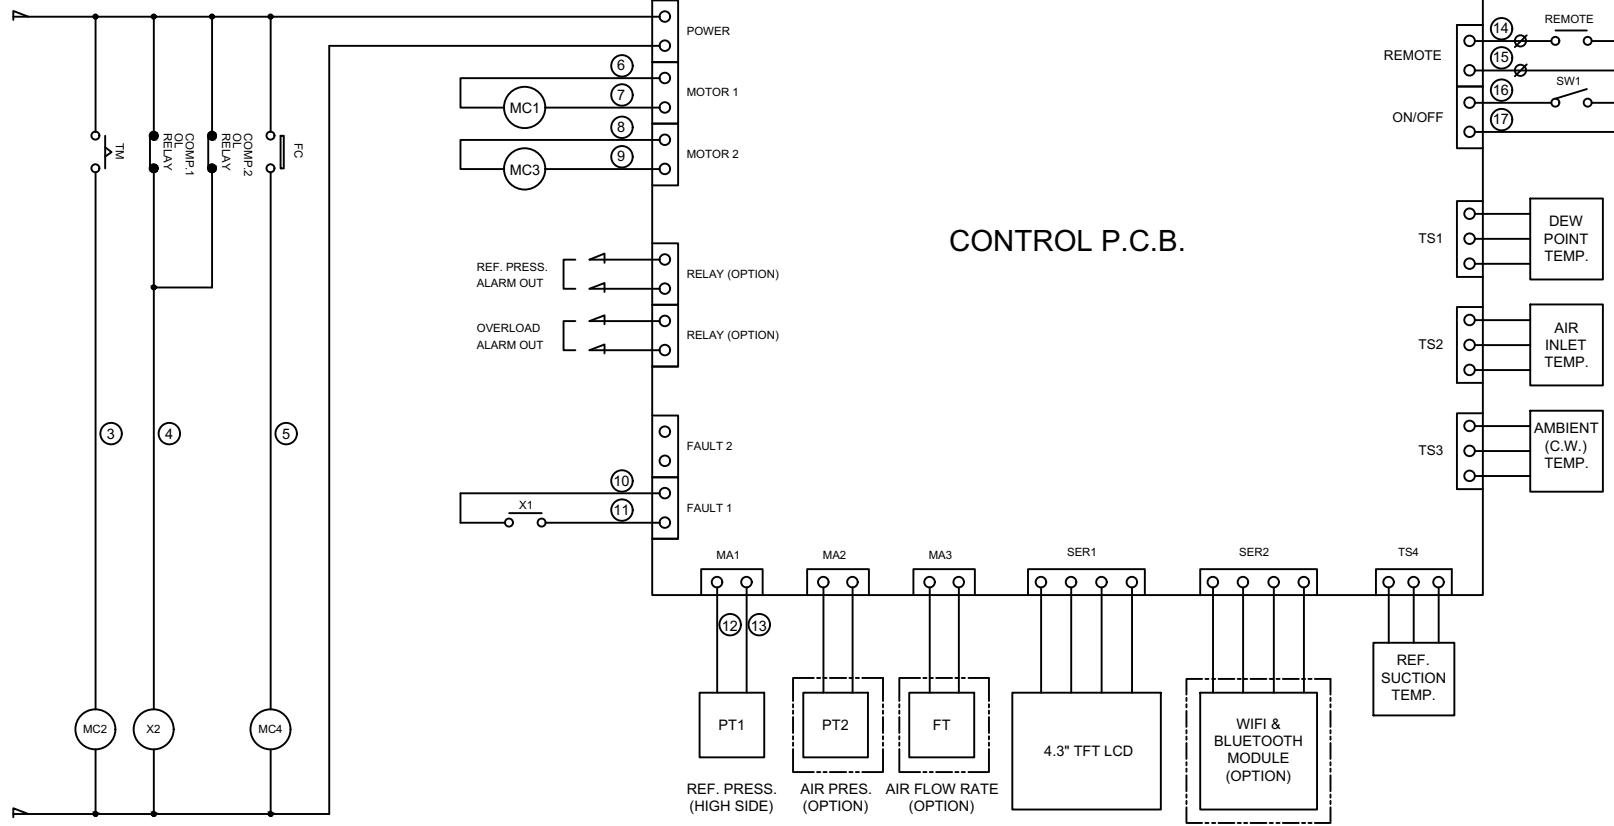 POWER
6
MOTOR 1
7
MC1
8
MOTOR 2
9
MC3
TM
COMP.1
OL
RELAY
COMP.2
OL
RELAY
FC
REF. PRESS.
ALARM OUT
RELAY (OPTION)
OVERLOAD
ALARM OUT
RELAY (OPTION)
3
4
5
FAULT 2
10
X1
11
FAULT 1
MC2
X2
MC4
CONTROL P.C.B.
REMOTE
14
REMOTE
15
SW1
16
ON/OFF
17
TS1
DEW
POINT
TEMP.
TS2
AIR
INLET
TEMP.
TS3
AMBIENT
(C.W.)
TEMP.
MA1
MA2
MA3
SER1
SER2
TS4
12
13
PT1
REF. PRESS.
(HIGH SIDE)
PT2
AIR PRES.
(OPTION)
FT
AIR FLOW RATE
(OPTION)
4.3" TFT LCD
WIFI &
BLUETOOTH
MODULE
(OPTION)
REF.
SUCTION
TEMP.